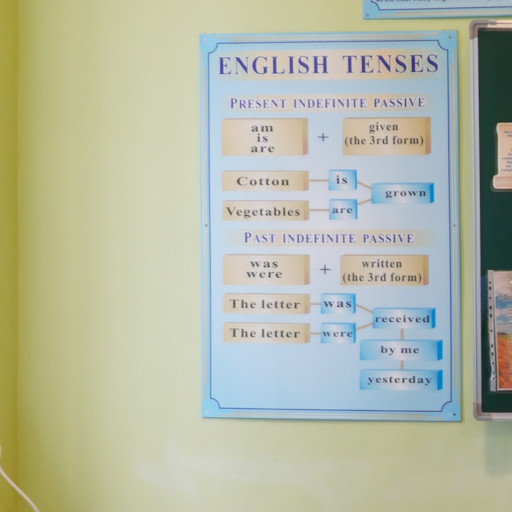 ENGLISH TENSES
PRESENT INDEFINITE PASSIVE
am
is
are
+
given
(the 3rd form)
Cotton
is
grown
Vegetables
are
PAST INDEFINITE PASSIVE
was
were
+
written
(the 3rd form)
The letter
was
received
The letter
were
by me
yesterday